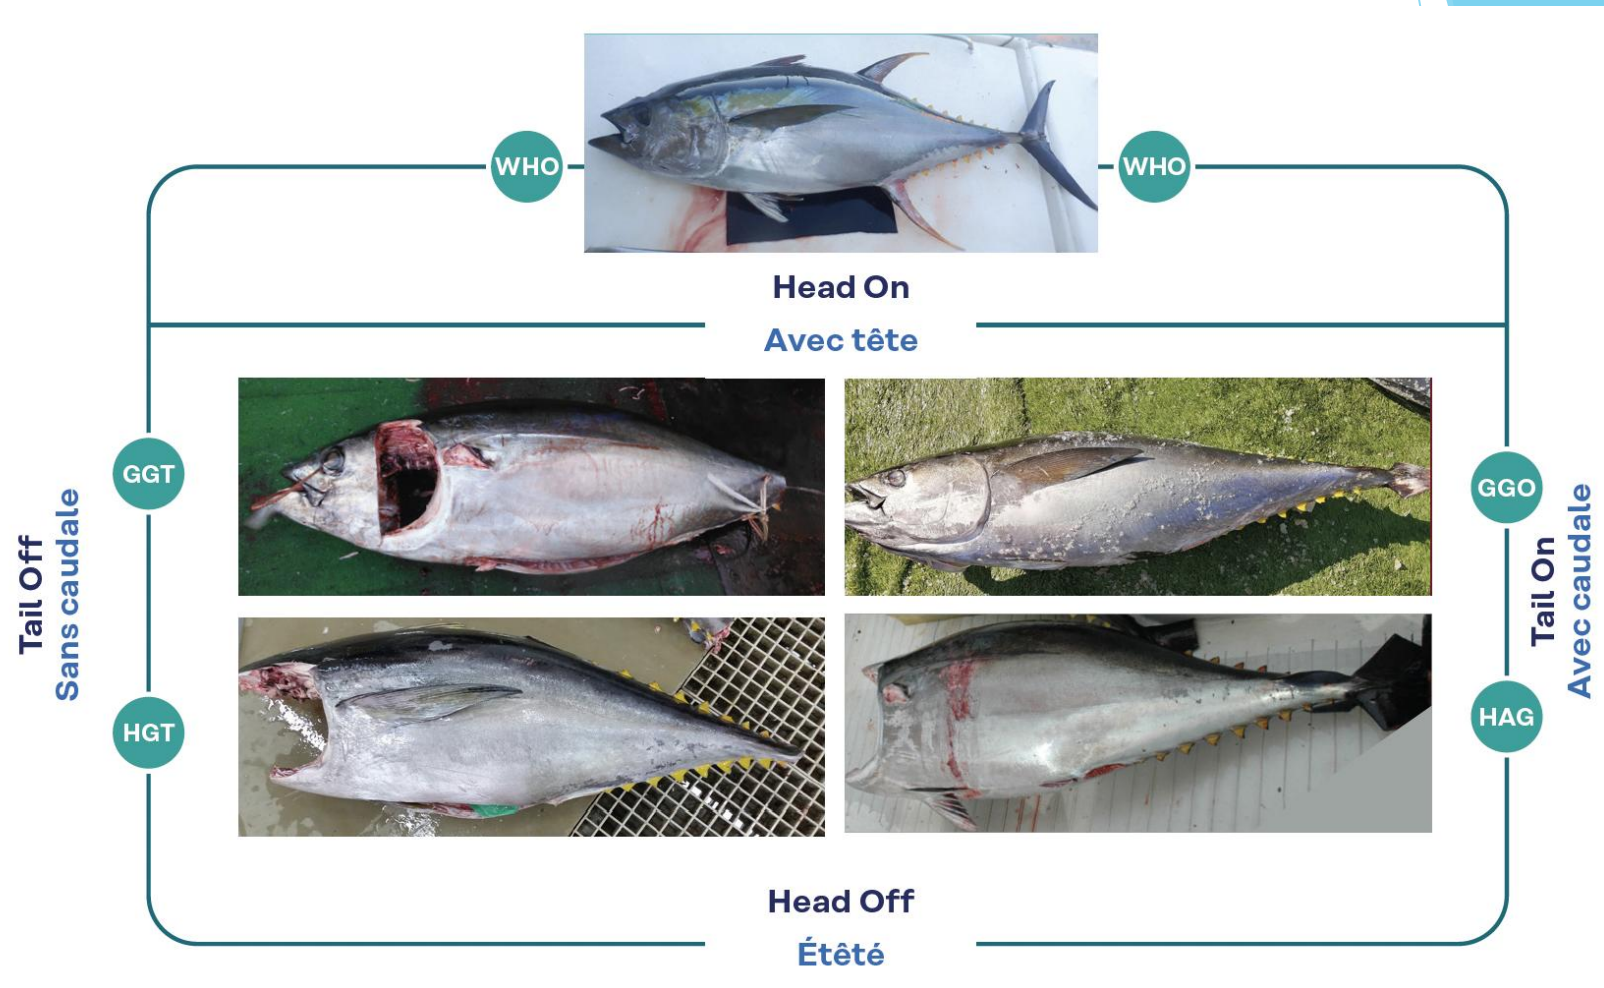 WHO
WHO
Head On
Avec tête
GGT
GGO
Tail Off
Sans caudale
Tail On
Avec caudale
HGT
HAG
Head Off
Étêté